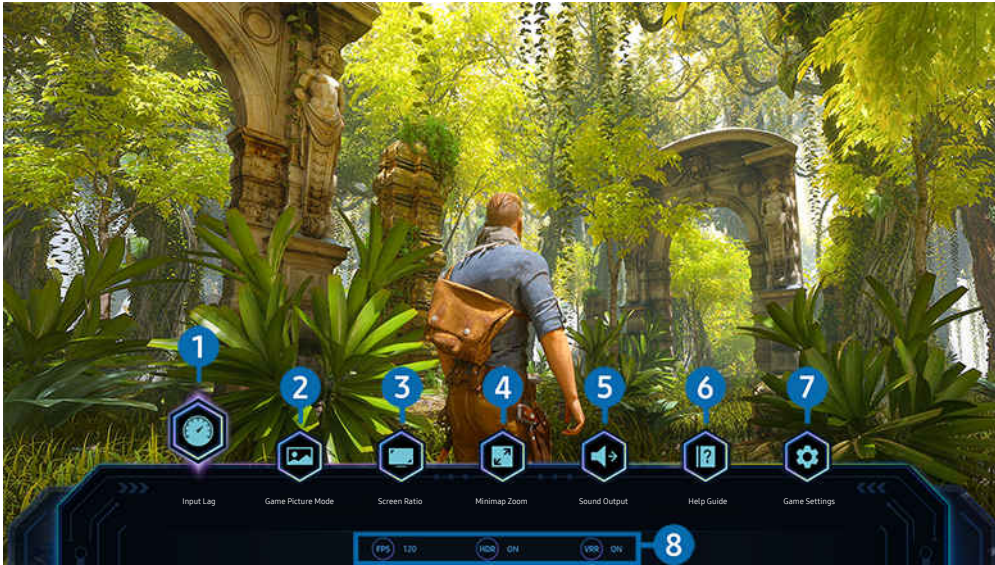 1
2 3 4 5 6 7
Input Lag Game Picture Mode Screen Ratio Minimap Zoom Sound Output Help Guide Game Settings
FPS 120 HDR ON VRR ON 8